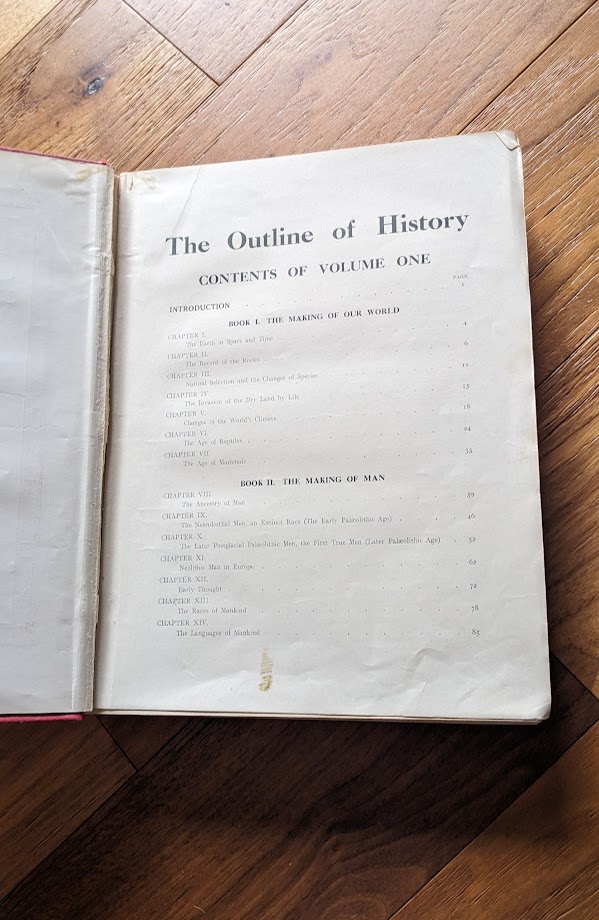 The Outline of History
CONTENTS OF VOLUME ONE
PAGE
INTRODUCTION 1
BOOK I. THE MAKING OF OUR WORLD
CHAPTER I.
The Earth in Space and Time 4
CHAPTER II.
The Record of the Rocks 6
CHAPTER III.
Natural Selection and the Changes of Species 11
CHAPTER IV.
The Invasion of the Dry Land by Life 15
CHAPTER V.
Changes in the World's Climate 18
CHAPTER VI.
The Age of Reptiles 24
CHAPTER VII.
The Age of Mammals 33
BOOK II. THE MAKING OF MAN
CHAPTER VIII.
The Ancestry of Man 39
CHAPTER IX.
The Neanderthal Men, an Extinct Race (The Early Palæolithic Age) 46
CHAPTER X.
The Later Postglacial Palæolithic Men, the First True Men (Later Palæolithic Age) 52
CHAPTER XI.
Neolithic Man in Europe 62
CHAPTER XII.
Early Thought 72
CHAPTER XIII.
The Races of Mankind 78
CHAPTER XIV.
The Languages of Mankind 85